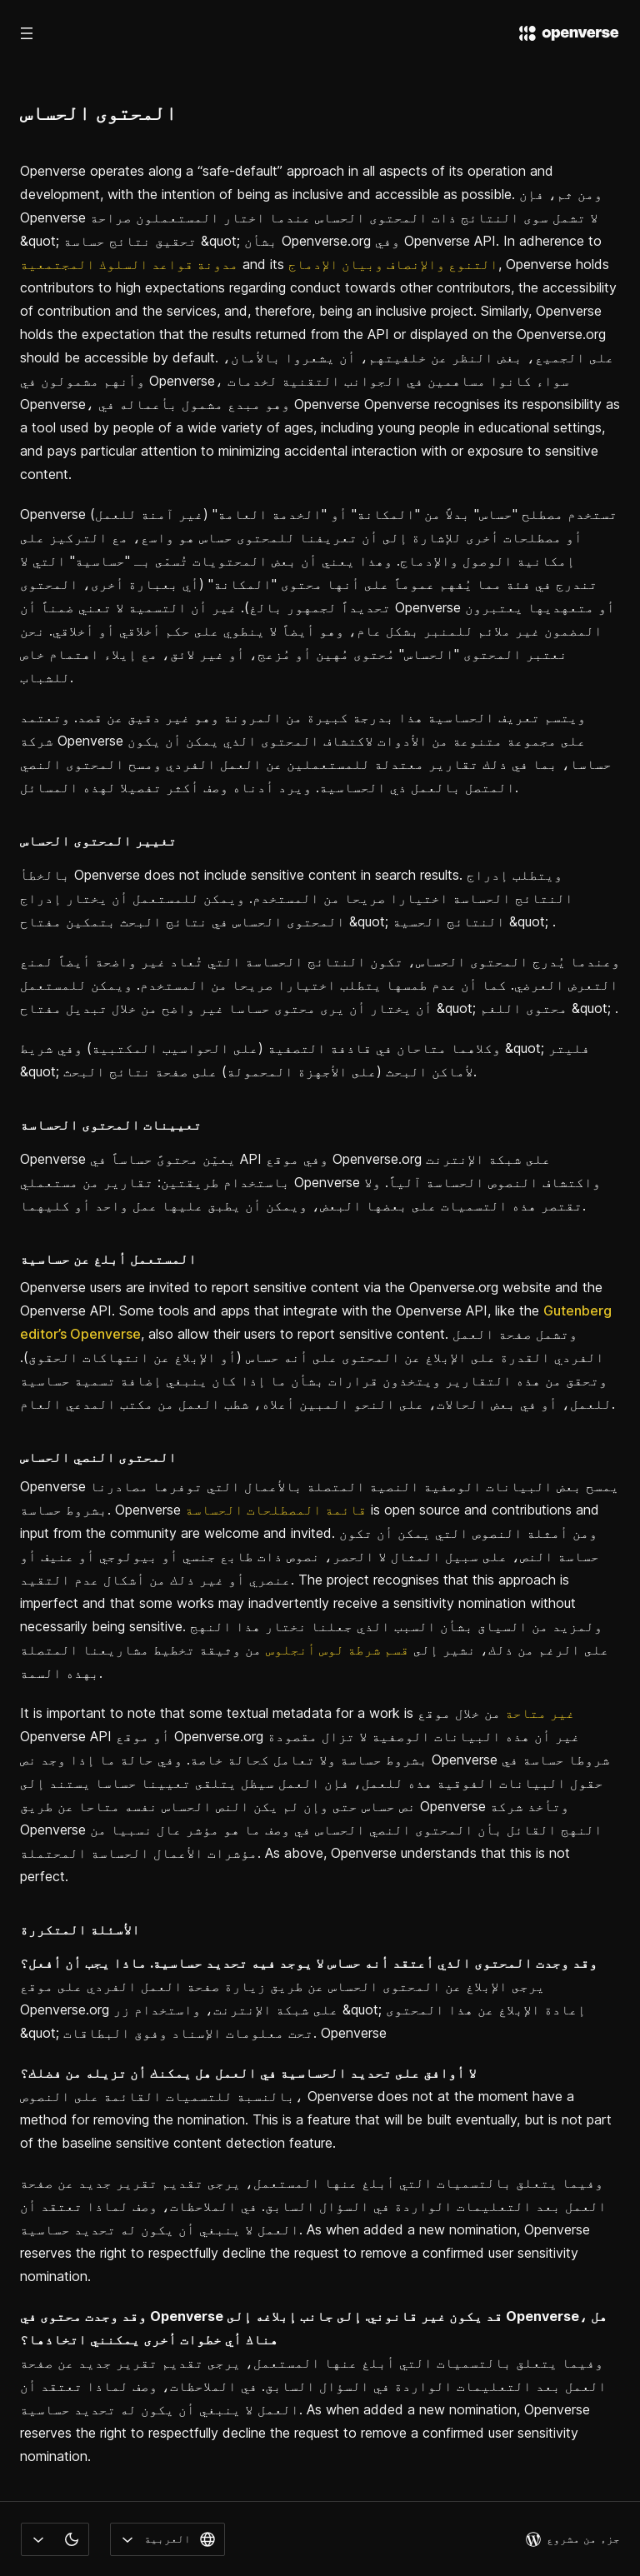 openverse
المحتوى الحساس
Openverse operates along a “safe-default” approach in all aspects of its operation and
development, with the intention of being as inclusive and accessible as possible. ومن ثم، فإن
Openverse لا تشمل سوى النتائج ذات المحتوى الحساس عندما اختار المستعملون صراحة
&quot; تحقيق نتائج حساسة &quot; بشأن Openverse.org وفي Openverse API. In adherence to
مدونة قواعد السلوك المجتمعية and its التنوع والإنصاف وبيان الإدماج, Openverse holds
contributors to high expectations regarding conduct towards other contributors, the accessibility
of contribution and the services, and, therefore, being an inclusive project. Similarly, Openverse
holds the expectation that the results returned from the API or displayed on the Openverse.org
should be accessible by default. على الجميع، بغض النظر عن خلفيتهم، أن يشعروا بالأمان،
وأنهم مشمولون في Openverse، سواء كانوا مساهمين في الجوانب التقنية لخدمات
Openverse، وهو مبدع مشمول بأعماله في Openverse Openverse recognises its responsibility as
a tool used by people of a wide variety of ages, including young people in educational settings,
and pays particular attention to minimizing accidental interaction with or exposure to sensitive
content.
Openverse تستخدم مصطلح "حساس" بدلاً من "المكانة" أو "الخدمة العامة" (غير آمنة للعمل)
أو مصطلحات أخرى للإشارة إلى أن تعريفنا للمحتوى حساس هو واسع، مع التركيز على
إمكانية الوصول والإدماج. وهذا يعني أن بعض المحتويات تُسمّى بـ "حساسية" التي لا
تندرج في فئة مما يُفهم عموماً على أنها محتوى "المكانة" (أي بعبارة أخرى، المحتوى
تحديداً لجمهور بالغ). غير أن التسمية لا تعني ضمناً أن Openverse أو متعهديها يعتبرون
المضمون غير ملائم للمنبر بشكل عام، وهو أيضاً لا ينطوي على حكم أخلاقي أو أخلاقي. نحن
نعتبر المحتوى "الحساس" مُحتوى مُهين أو مُزعج، أو غير لائق، مع إيلاء اهتمام خاص
للشباب.
ويتسم تعريف الحساسية هذا بدرجة كبيرة من المرونة وهو غير دقيق عن قصد. وتعتمد
شركة Openverse على مجموعة متنوعة من الأدوات لاكتشاف المحتوى الذي يمكن أن يكون
حساسا، بما في ذلك تقارير معتدلة للمستعملين عن العمل الفردي ومسح المحتوى النصي
المتصل بالعمل ذي الحساسية. ويرد أدناه وصف أكثر تفصيلا لهذه المسائل.
تغيير المحتوى الحساس
بالخطأ Openverse does not include sensitive content in search results. ويتطلب إدراج
النتائج الحساسة اختيارا صريحا من المستخدم. ويمكن للمستعمل أن يختار إدراج
المحتوى الحساس في نتائج البحث بتمكين مفتاح &quot; النتائج الحسية &quot; .
وعندما يُدرج المحتوى الحساس، تكون النتائج الحساسة التي تُعاد غير واضحة أيضاً لمنع
التعرض العرضي. كما أن عدم طمسها يتطلب اختيارا صريحا من المستخدم. ويمكن للمستعمل
أن يختار أن يرى محتوى حساسا غير واضح من خلال تبديل مفتاح &quot; محتوى اللغم &quot; .
وكلاهما متاحان في قاذفة التصفية (على الحواسيب المكتبية) وفي شريط &quot; فليتر
&quot; لأماكن البحث (على الأجهزة المحمولة) على صفحة نتائج البحث.
تعيينات المحتوى الحساسة
Openverse يعيّن محتوىً حساساً في API وفي موقع Openverse.org على شبكة الإنترنت
باستخدام طريقتين: تقارير من مستعملي Openverse واكتشاف النصوص الحساسة آلياً. ولا
تقتصر هذه التسميات على بعضها البعض، ويمكن أن يطبق عليها عمل واحد أو كليهما.
المستعمل أبلغ عن حساسية
Openverse users are invited to report sensitive content via the Openverse.org website and the
Openverse API. Some tools and apps that integrate with the Openverse API, like the Gutenberg
editor’s Openverse, also allow their users to report sensitive content. وتشمل صفحة العمل
الفردي القدرة على الإبلاغ عن المحتوى على أنه حساس (أو الإبلاغ عن انتهاكات الحقوق).
وتحقق من هذه التقارير ويتخذون قرارات بشأن ما إذا كان ينبغي إضافة تسمية حساسية
للعمل، أو في بعض الحالات، على النحو المبين أعلاه، شطب العمل من مكتب المدعي العام.
المحتوى النصي الحساس
Openverse يمسح بعض البيانات الوصفية النصية المتصلة بالأعمال التي توفرها مصادرنا
بشروط حساسة. Openverse قائمة المصطلحات الحساسة is open source and contributions and
input from the community are welcome and invited. ومن أمثلة النصوص التي يمكن أن تكون
حساسة النص، على سبيل المثال لا الحصر، نصوص ذات طابع جنسي أو بيولوجي أو عنيف أو
عنصري أو غير ذلك من أشكال عدم التقيد. The project recognises that this approach is
imperfect and that some works may inadvertently receive a sensitivity nomination without
necessarily being sensitive. ولمزيد من السياق بشأن السبب الذي جعلنا نختار هذا النهج
على الرغم من ذلك، نشير إلى قسم شرطة لوس أنجلوس من وثيقة تخطيط مشاريعنا المتصلة
بهذه السمة.
It is important to note that some textual metadata for a work is غير متاحة من خلال موقع
Openverse API أو موقع Openverse.org غير أن هذه البيانات الوصفية لا تزال مقصودة
بشروط حساسة ولا تعامل كحالة خاصة. وفي حالة ما إذا وجد نص Openverse شروطا حساسة في
حقول البيانات الفوقية هذه للعمل، فإن العمل سيظل يتلقى تعيينا حساسا يستند إلى
نص حساس حتى وإن لم يكن النص الحساس نفسه متاحا عن طريق Openverse وتأخذ شركة
Openverse النهج القائل بأن المحتوى النصي الحساس في وصف ما هو مؤشر عال نسبيا من
مؤشرات الأعمال الحساسة المحتملة. As above, Openverse understands that this is not
perfect.
الأسئلة المتكررة
وقد وجدت المحتوى الذي أعتقد أنه حساس لا يوجد فيه تحديد حساسية. ماذا يجب أن أفعل؟
يرجى الإبلاغ عن المحتوى الحساس عن طريق زيارة صفحة العمل الفردي على موقع
Openverse.org على شبكة الإنترنت، واستخدام زر &quot; إعادة الإبلاغ عن هذا المحتوى
&quot; تحت معلومات الإسناد وفوق البطاقات. Openverse
لا أوافق على تحديد الحساسية في العمل هل يمكنك أن تزيله من فضلك؟
بالنسبة للتسميات القائمة على النصوص، Openverse does not at the moment have a
method for removing the nomination. This is a feature that will be built eventually, but is not part
of the baseline sensitive content detection feature.
وفيما يتعلق بالتسميات التي أبلغ عنها المستعمل، يرجى تقديم تقرير جديد عن صفحة
العمل بعد التعليمات الواردة في السؤال السابق. في الملاحظات، وصف لماذا تعتقد أن
العمل لا ينبغي أن يكون له تحديد حساسية. As when added a new nomination, Openverse
reserves the right to respectfully decline the request to remove a confirmed user sensitivity
nomination.
وقد وجدت محتوى في Openverse قد يكون غير قانوني. إلى جانب إبلاغه إلى Openverse، هل
هناك أي خطوات أخرى يمكنني اتخاذها؟
وفيما يتعلق بالتسميات التي أبلغ عنها المستعمل، يرجى تقديم تقرير جديد عن صفحة
العمل بعد التعليمات الواردة في السؤال السابق. في الملاحظات، وصف لماذا تعتقد أن
العمل لا ينبغي أن يكون له تحديد حساسية. As when added a new nomination, Openverse
reserves the right to respectfully decline the request to remove a confirmed user sensitivity
nomination.
العربية
جزء من مشروع